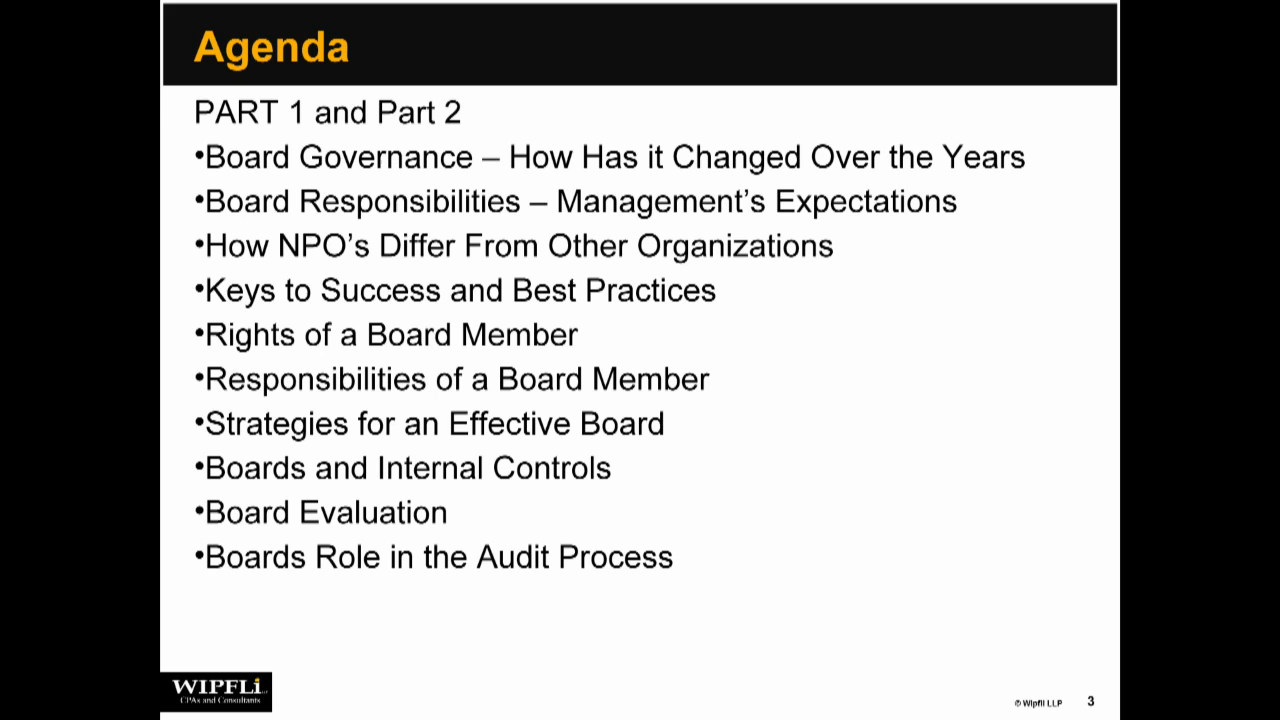 Agenda
PART 1 and Part 2
•Board Governance – How Has it Changed Over the Years
•Board Responsibilities – Management’s Expectations
•How NPO’s Differ From Other Organizations
•Keys to Success and Best Practices
•Rights of a Board Member
•Responsibilities of a Board Member
•Strategies for an Effective Board
•Boards and Internal Controls
•Board Evaluation
•Boards Role in the Audit Process
WIPFLi LLP
CPAs and Consultants
© Wipfli LLP 3